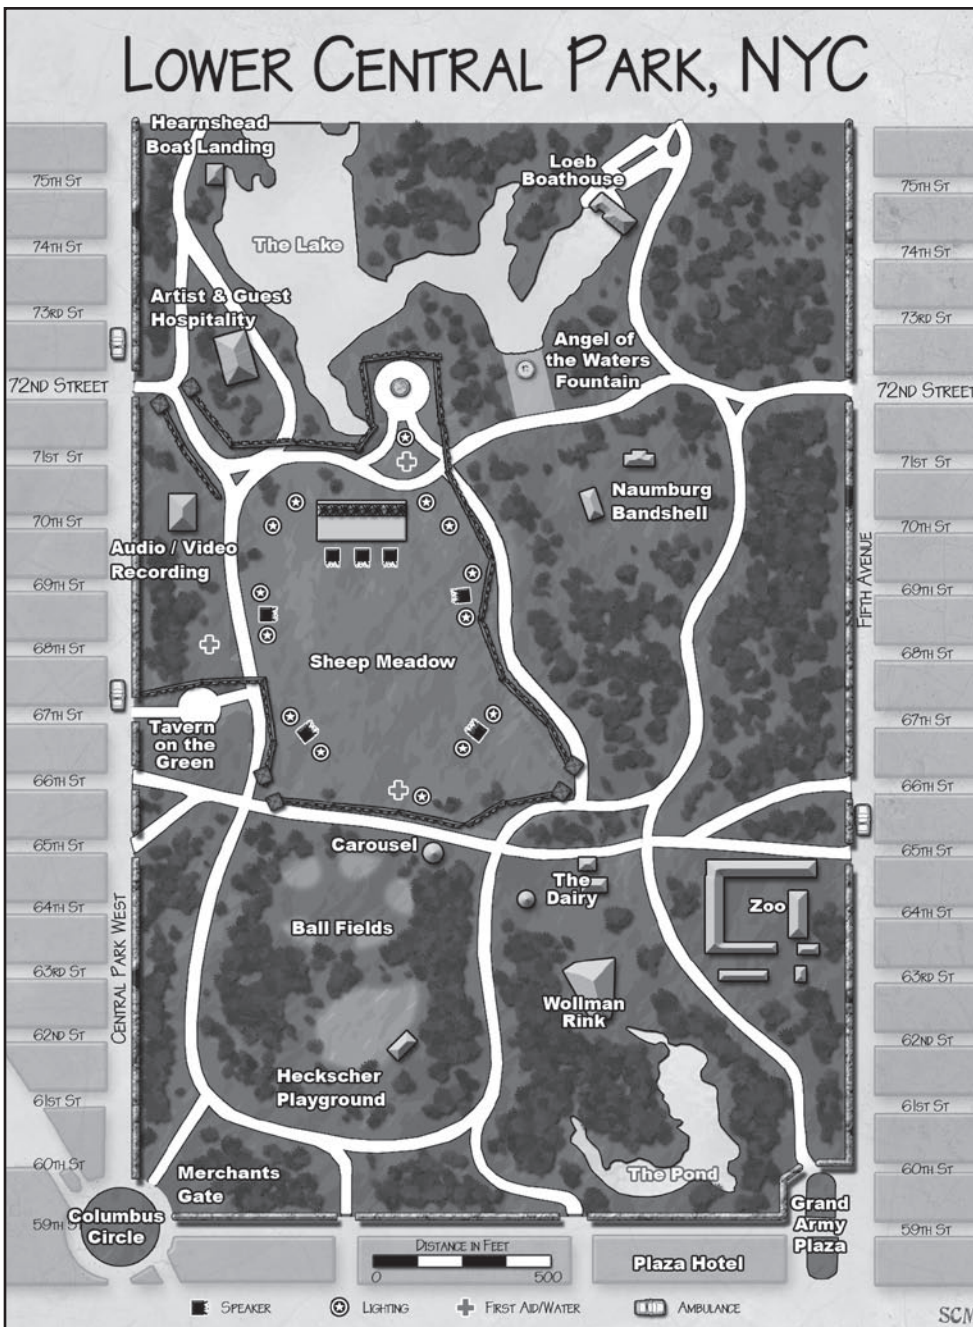 LOWER CENTRAL PARK, NYC
Hearnshead
Boat Landing
Loeb
Boathouse
75TH ST
75TH ST
The Lake
74TH ST
74TH ST
Artist & Guest
Hospitality
73RD ST
73RD ST
Angel of
the Waters
Fountain
72ND STREET
72ND STREET
71ST ST
71ST ST
Naumburg
Bandshell
70TH ST
70TH ST
Audio / Video
Recording
FIFTH AVENUE
69TH ST
69TH ST
68TH ST
68TH ST
Sheep Meadow
67TH ST
67TH ST
Tavern
on the
Green
66TH ST
66TH ST
65TH ST
65TH ST
Carousel
The
Dairy
64TH ST
64TH ST
Zoo
Ball Fields
CENTRAL PARK WEST
63RD ST
63RD ST
Wollman
Rink
62ND ST
62ND ST
Heckscher
Playground
61ST ST
61ST ST
60TH ST
60TH ST
Merchants
Gate
The Pond
Columbus
Circle
59TH ST
59TH ST
Grand
Army
Plaza
DISTANCE IN FEET
0 500
Plaza Hotel
SPEAKER LIGHTING FIRST AID/WATER AMBULANCE
SCM